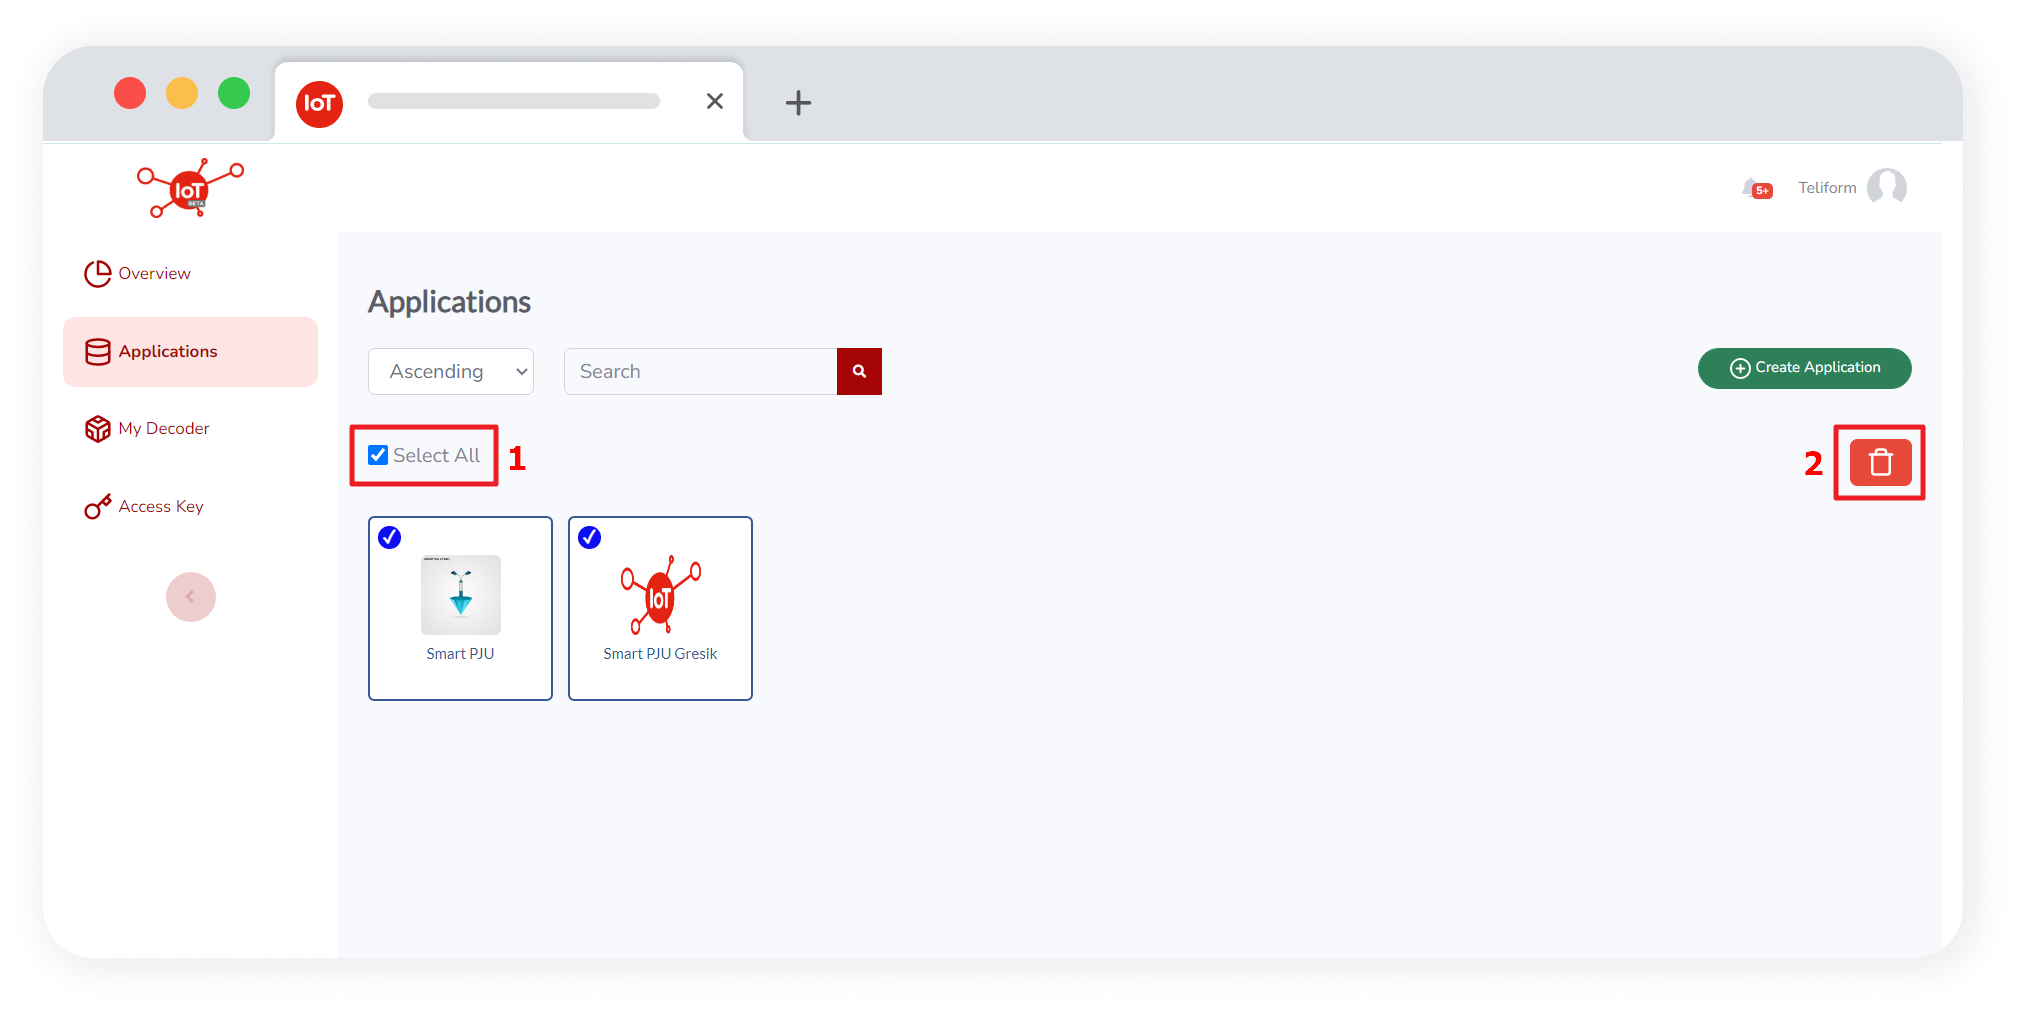 IoT
IoT
BETA
5+
Teliform
Overview
Applications
My Decoder
Access Key
Applications
Ascending
Search
Create Application
Select All
1
2
Smart PJU
IoT
Smart PJU Gresik